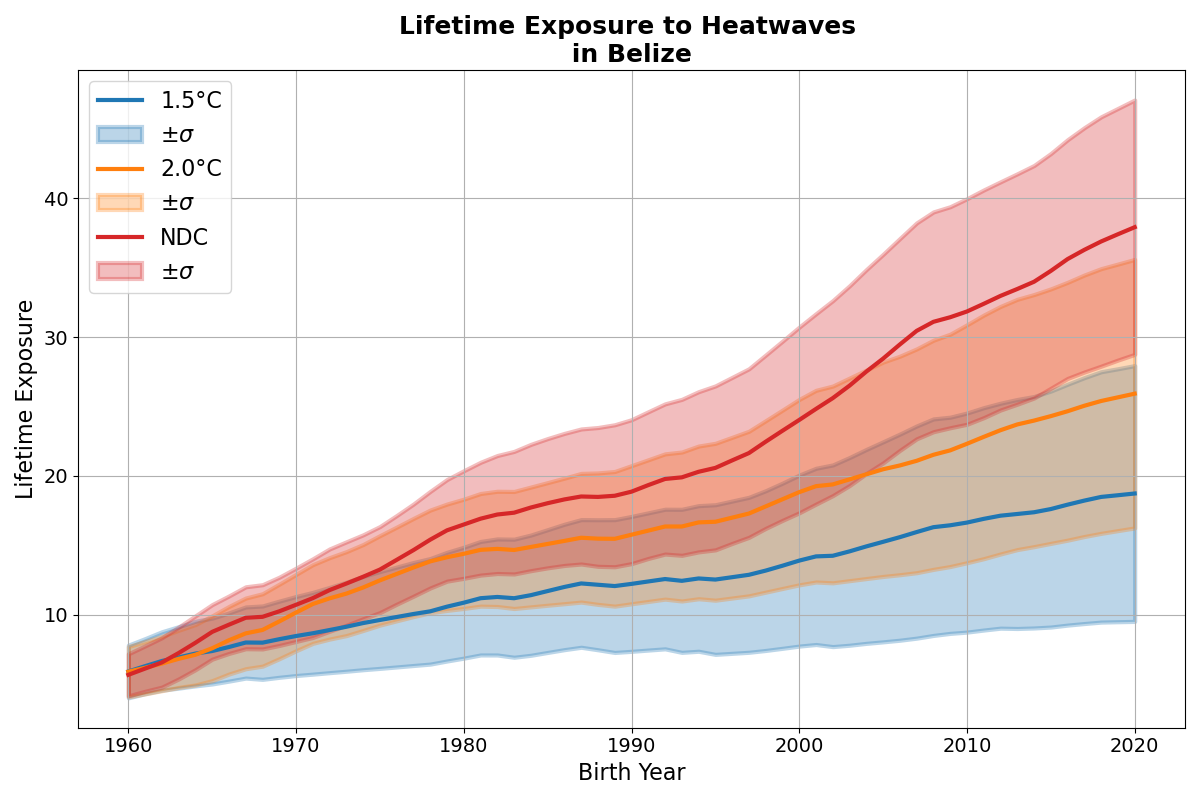 Lifetime Exposure to Heatwaves
in Belize
1.5°C
±σ
2.0°C
±σ
NDC
±σ
Lifetime Exposure
40
30
20
10
1960 1970 1980 1990 2000 2010 2020
Birth Year